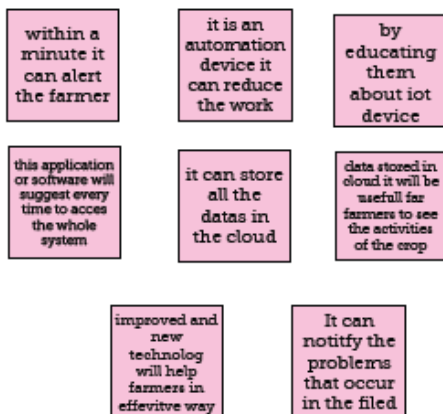 within a
minute it
can alert
the farmer
it is an
automation
device it
can reduce
the work
by
educating
them
about iot
device
this application
or software will
suggest every
time to acces
the whole
system
it can store
all the
datas in
the cloud
data stored in
cloud it will be
usefull far
farmers to see
the activities
of the crop
improved and
new
technolog
will help
farmers in
effevitve way
It can
notitfy the
problems
that occur
in the filed